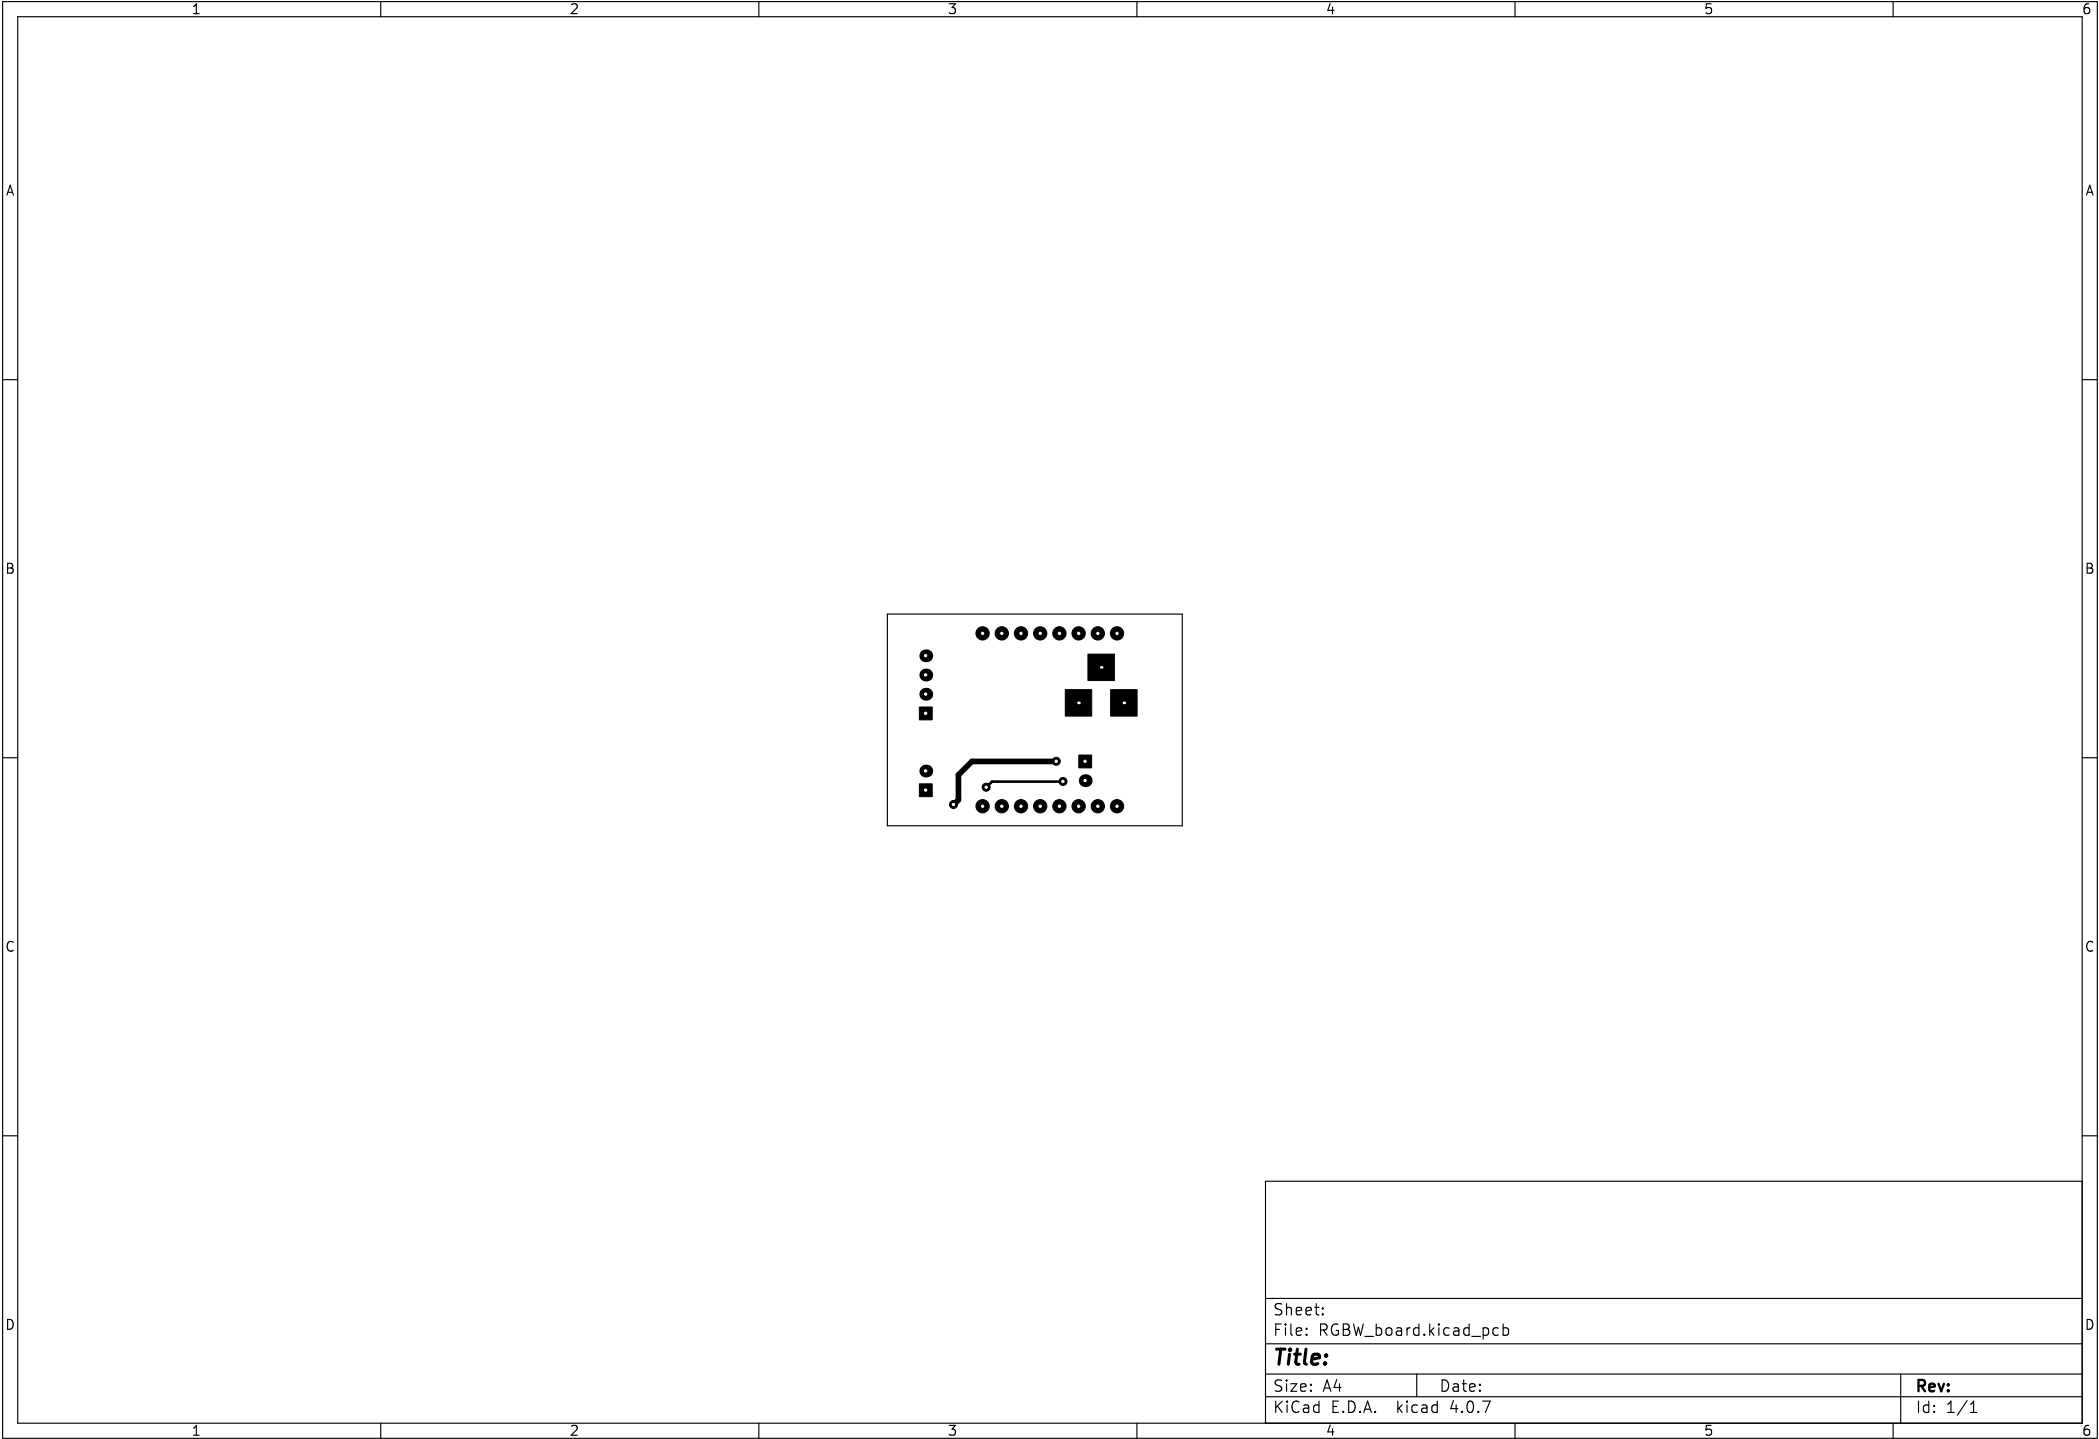 1 2 3 4 5 6
A A
B B
C C
Sheet:
File: RGBW_board.kicad_pcb
D D
Title:
Size: A4 Date: Rev:
KiCad E.D.A. kicad 4.0.7 Id: 1/1
1 2 3 4 5 6